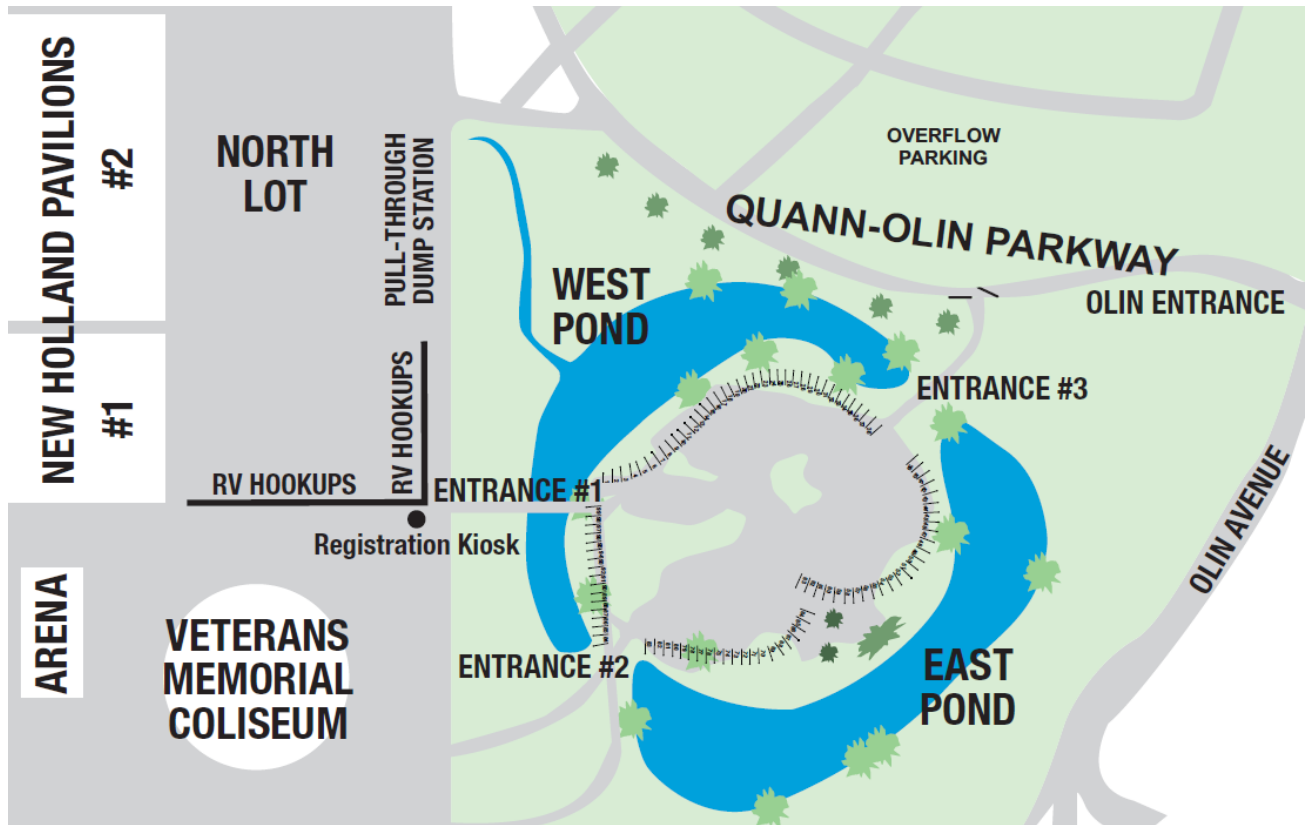 NEW HOLLAND PAVILIONS
#2
#1
NORTH
LOT
PULL-THROUGH
DUMP STATION
OVERFLOW
PARKING
QUANN-OLIN PARKWAY
OLIN ENTRANCE
WEST
POND
ENTRANCE #3
RV HOOKUPS
RV HOOKUPS
ENTRANCE #1
Registration Kiosk
OLIN AVENUE
ARENA
VETERANS
MEMORIAL
COLISEUM
ENTRANCE #2
EAST
POND